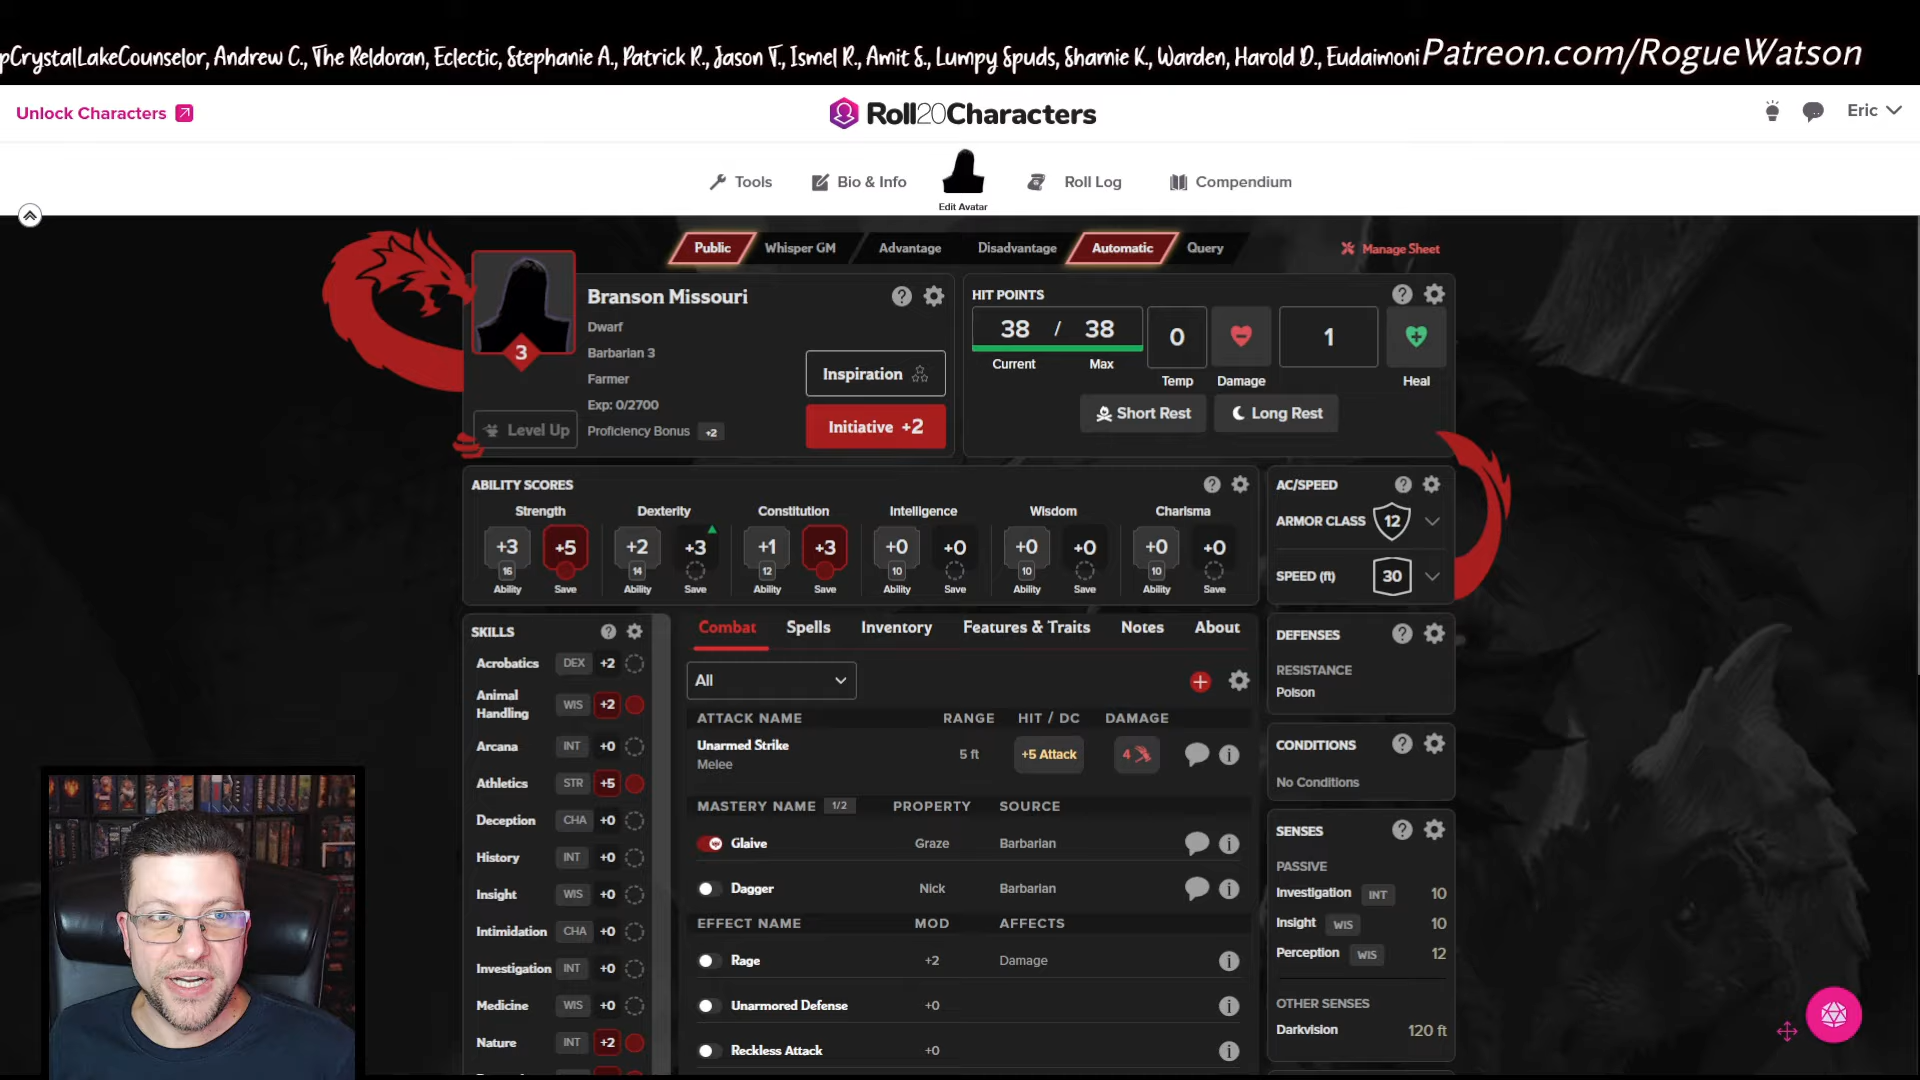 pCrystalLakeCounselor, Andrew C., The Reldoran, Eclectic, Stephanie A., Patrick R., Jason T., Ismel R., Amit S., Lumpy Spuds, Sharnie K., Warden, Harold D., Eudaimoni Patreon.com/RogueWatson
Unlock Characters
Roll20Characters
Eric
Tools
Bio & Info
Roll Log
Compendium
Edit Avatar
Public
Whisper GM
Advantage
Disadvantage
Automatic
Query
Manage Sheet
Branson Missouri
Dwarf
Barbarian 3
Farmer
Exp: 0/2700
Proficiency Bonus +2
3
Level Up
Inspiration
Initiative +2
HIT POINTS
38 / 38
0
1
Current
Max
Temp
Damage
Heal
Short Rest
Long Rest
ABILITY SCORES
Strength
Dexterity
Constitution
Intelligence
Wisdom
Charisma
+3 +5 +2 +3 +1 +3 +0 +0 +0 +0 +0 +0
16 14 12 10 10 10
Ability Save Ability Save Ability Save Ability Save Ability Save Ability Save
AC/SPEED
ARMOR CLASS 12
SPEED (ft) 30
SKILLS
Acrobatics DEX +2
Animal
Handling WIS +2
Arcana INT +0
Athletics STR +5
Deception CHA +0
History INT +0
Insight WIS +0
Intimidation CHA +0
Investigation INT +0
Medicine WIS +0
Nature INT +2
Combat
Spells
Inventory
Features & Traits
Notes
About
All
ATTACK NAME RANGE HIT / DC DAMAGE
Unarmed Strike 5 ft +5 Attack 4
Melee
MASTERY NAME 1/2 PROPERTY SOURCE
Glaive Graze Barbarian
Dagger Nick Barbarian
EFFECT NAME MOD AFFECTS
Rage +2 Damage
Unarmored Defense +0
Reckless Attack +0
DEFENSES
RESISTANCE
Poison
CONDITIONS
No Conditions
SENSES
PASSIVE
Investigation INT 10
Insight WIS 10
Perception WIS 12
OTHER SENSES
Darkvision 120 ft